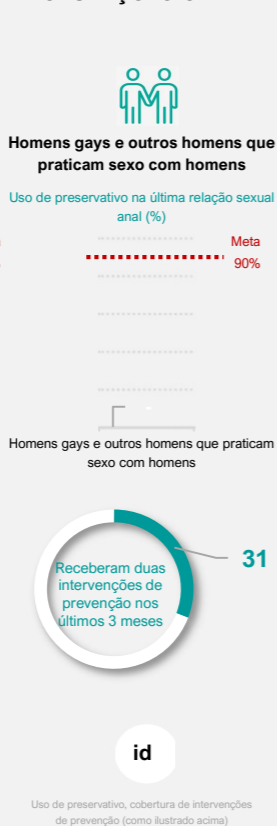 Homens gays e outros homens que
praticam sexo com homens
Uso de preservativo na última relação sexual
anal (%)
Meta
90%
Homens gays e outros homens que praticam
sexo com homens
Receberam duas
intervenções de
prevenção nos
últimos 3 meses
31
id
Uso de preservativo, cobertura de intervenções
de prevenção (como ilustrado acima)